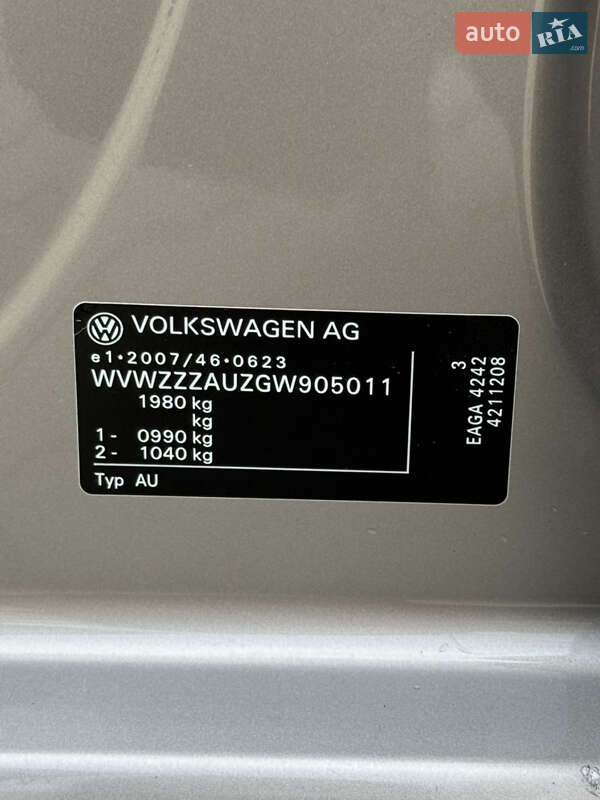 auto RIA.com
VOLKSWAGEN AG
e1•2007/46•0623
WVWZZZAUZGW905011
1980 kg
kg
1- 0990 kg
2- 1040 kg
Typ AU
3
EAGA 4242
4211208